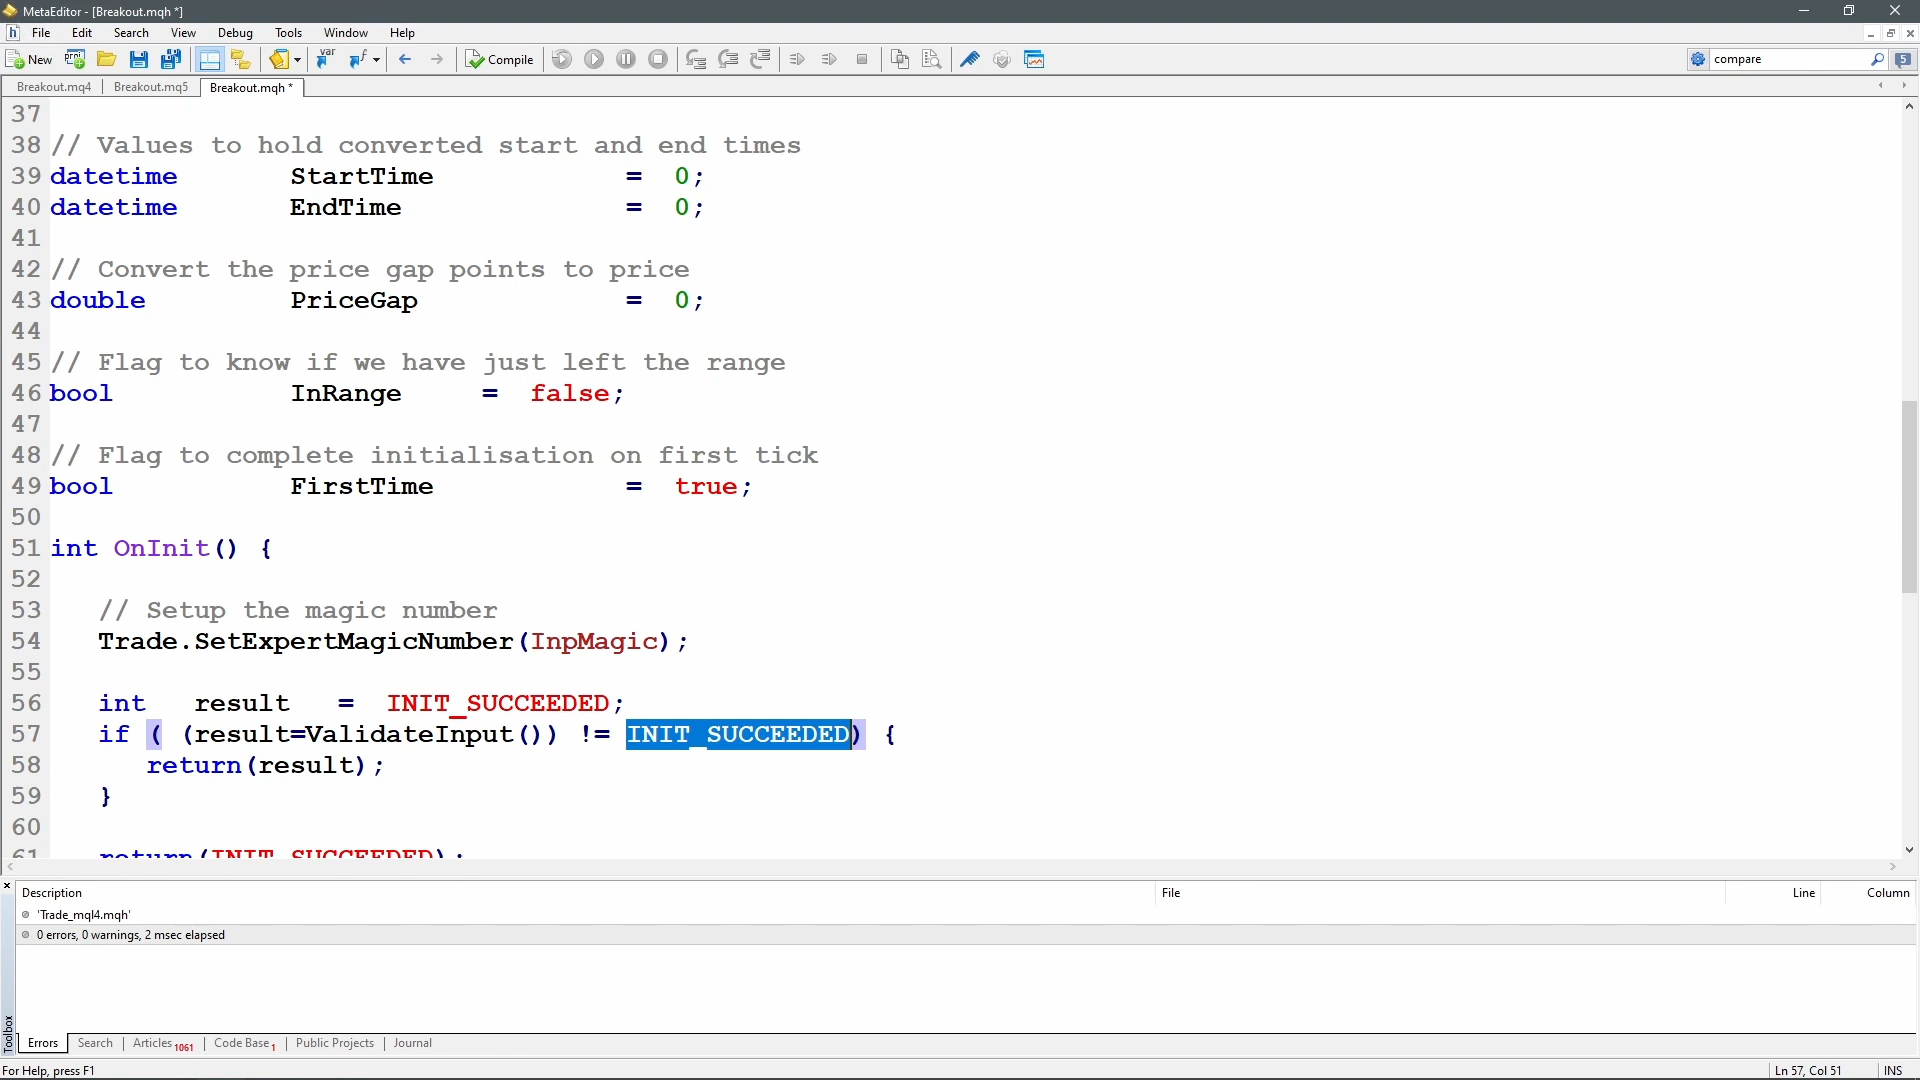 MetaEditor - [Breakout.mqh *]
File Edit Search View Debug Tools Window Help
New Compile compare 5
Breakout.mq4 Breakout.mq5 Breakout.mqh *
37
38 // Values to hold converted start and end times
39 datetime StartTime = 0;
40 datetime EndTime = 0;
41
42 // Convert the price gap points to price
43 double PriceGap = 0;
44
45 // Flag to know if we have just left the range
46 bool InRange = false;
47
48 // Flag to complete initialisation on first tick
49 bool FirstTime = true;
50
51 int OnInit() {
52
53 // Setup the magic number
54 Trade.SetExpertMagicNumber(InpMagic);
55
56 int result = INIT_SUCCEEDED;
57 if ( (result=ValidateInput()) != INIT_SUCCEEDED) {
58 return(result);
59 }
60
61 return(INIT_SUCCEEDED);
Description File Line Column
'Trade_mql4.mqh'
0 errors, 0 warnings, 2 msec elapsed
Toolbox
Errors Search Articles 1061 Code Base 1 Public Projects Journal
For Help, press F1 Ln 57, Col 51 INS